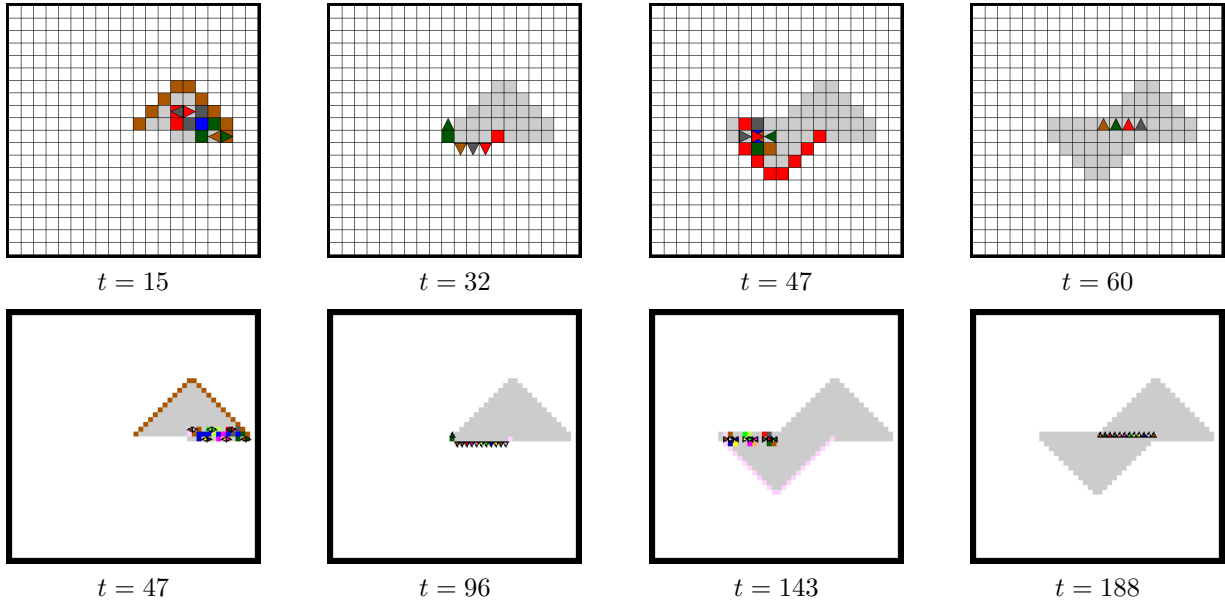 t = 15
t = 32
t = 47
t = 60
t = 47
t = 96
t = 143
t = 188